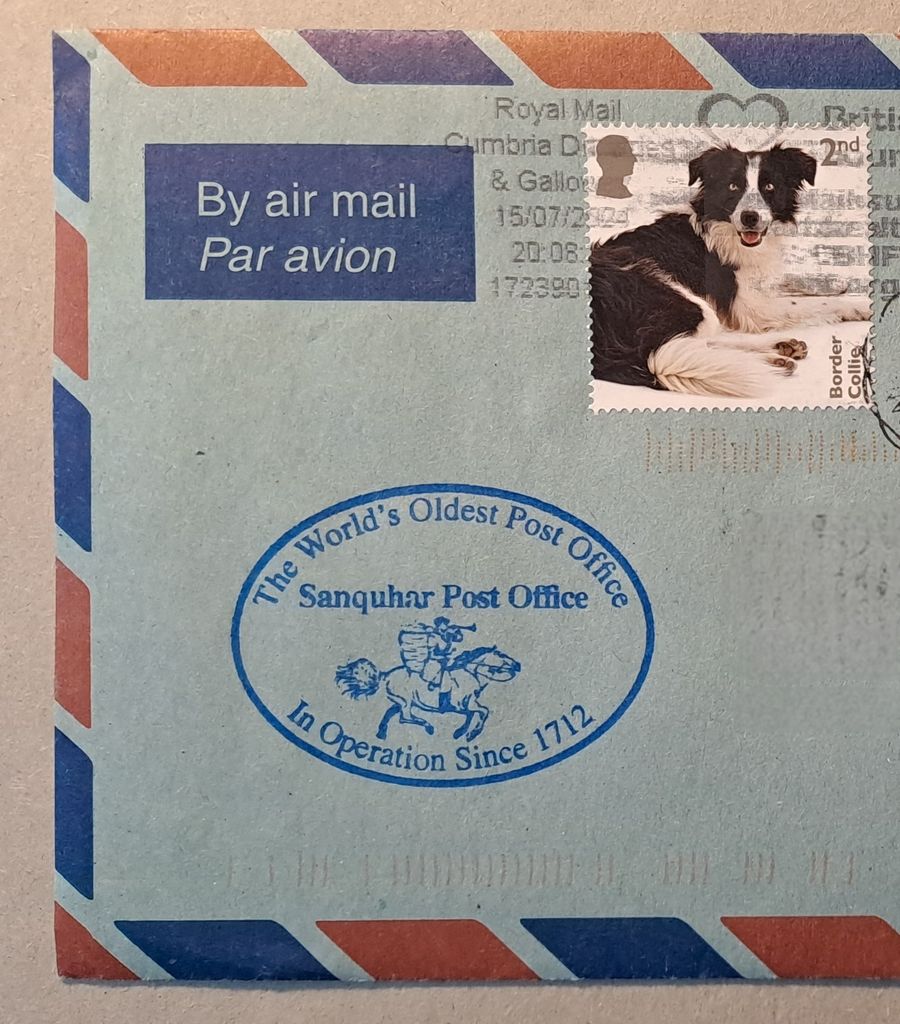 Royal Mail
Cumbria
& Gallo
15/07/
20:06
172390
2nd
By air mail
Par avion
Border
Collie
The World's Oldest Post Office
Sanquhar Post Office
In Operation Since 1712